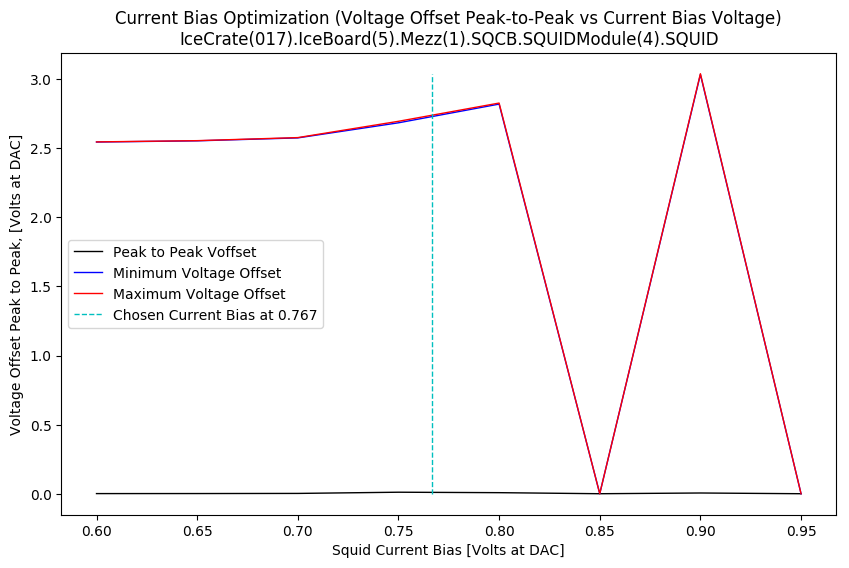 Current Bias Optimization (Voltage Offset Peak-to-Peak vs Current Bias Voltage)
IceCrate(017).IceBoard(5).Mezz(1).SQCB.SQUIDModule(4).SQUID
Voltage Offset Peak to Peak, [Volts at DAC]
3.0
2.5
2.0
1.5
1.0
0.5
0.0
Peak to Peak Voffset
Minimum Voltage Offset
Maximum Voltage Offset
Chosen Current Bias at 0.767
0.60 0.65 0.70 0.75 0.80 0.85 0.90 0.95
Squid Current Bias [Volts at DAC]